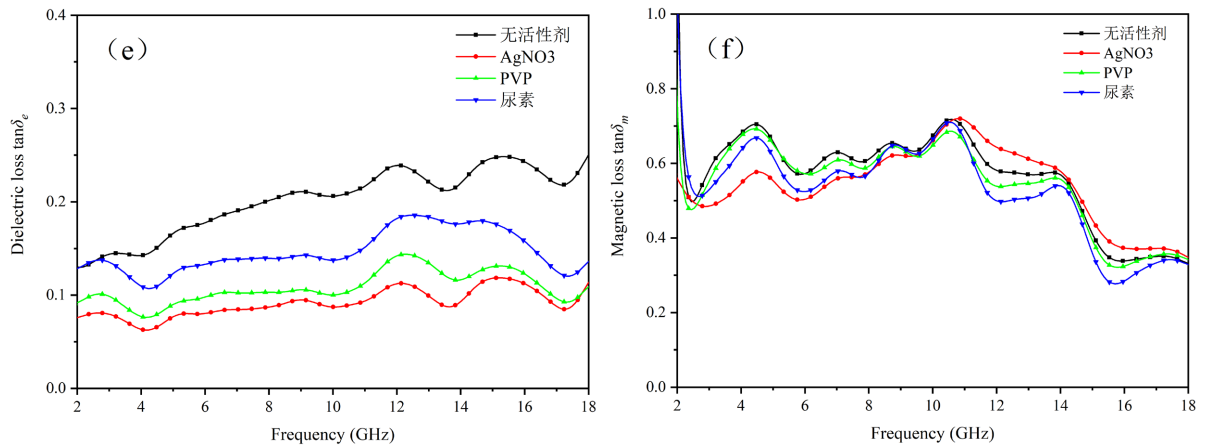 （e）
无活性剂
AgNO3
PVP
尿素
Dielectric loss tanδe
0.4
0.3
0.2
0.1
0.0
2 4 6 8 10 12 14 16 18
Frequency (GHz)
（f）
无活性剂
AgNO3
PVP
尿素
Magnetic loss tanδm
1.0
0.8
0.6
0.4
0.2
0.0
2 4 6 8 10 12 14 16 18
Frequency (GHz)